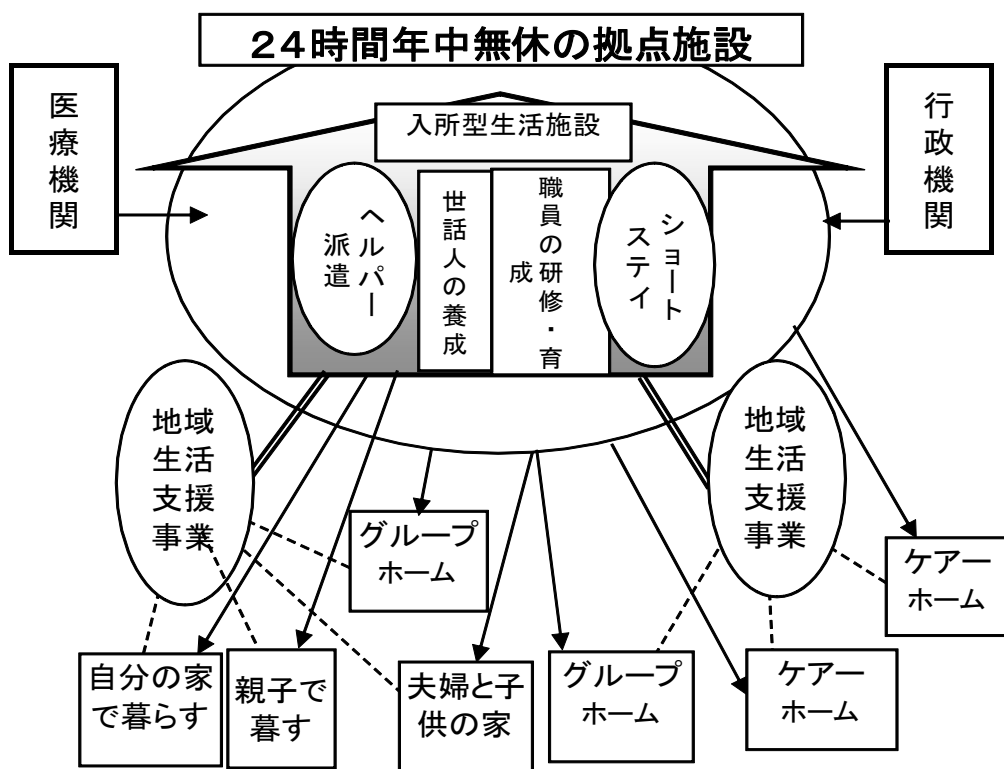 24時間年中無休の拠点施設
医療機関
行政機関
入所型生活施設
ヘルパー
派遣
世話人の養成
職員の研修・育
成
ショート
ステイ
地域
生活
支援
事業
地域
生活
支援
事業
グループ
ホーム
ケアー
ホーム
自分の家
で暮らす
親子で
暮す
夫婦と子
供の家
グループ
ホーム
ケアー
ホーム